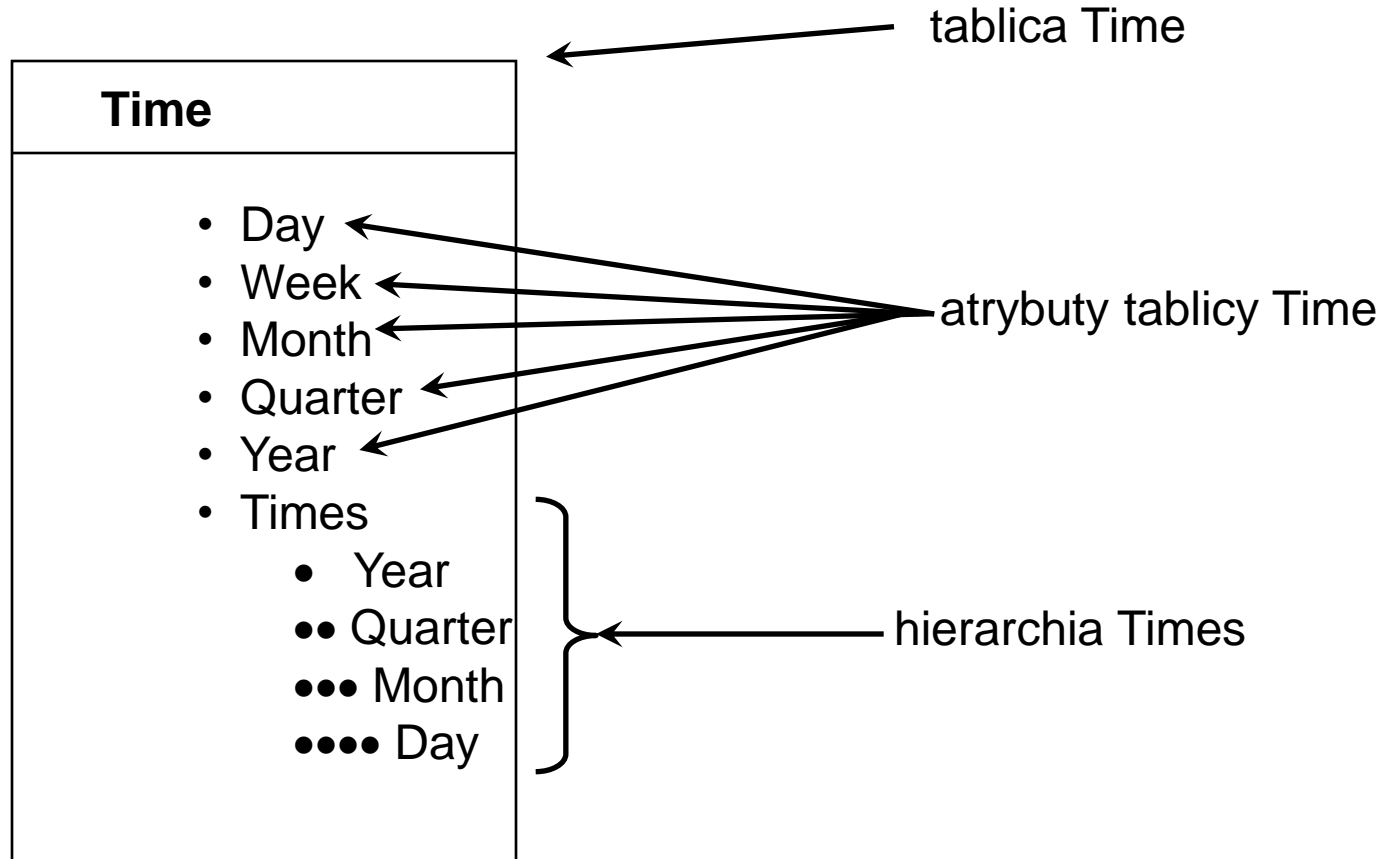 tablica Time
Time
• Day
• Week
• Month
• Quarter
• Year
atrybuty tablicy Time
• Times
● Year
●● Quarter
●●● Month
●●●● Day
hierarchia Times